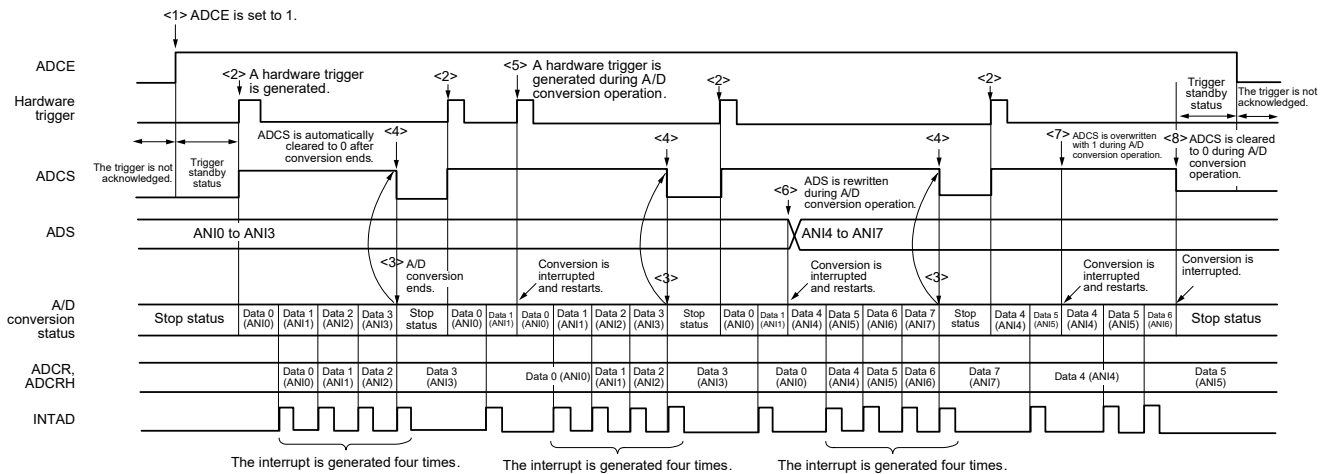 <1> ADCE is set to 1.
ADCE
<2> A hardware trigger
is generated.
<2>
<5> A hardware trigger is
generated during A/D
conversion operation.
<2>
<2>
Trigger
standby
status
The trigger is not
acknowledged.
Hardware
trigger
The trigger is not
acknowledged.
Trigger
standby
status
ADCS is automatically
cleared to 0 after
conversion ends.
<4>
<4>
<4>
<7> ADCS is overwritten
with 1 during A/D
conversion operation.
<8> ADCS is cleared
to 0 during A/D
conversion
operation.
ADCS
<6> ADS is rewritten
during A/D
conversion operation.
ADS
ANI0 to ANI3
ANI4 to ANI7
<3> A/D
conversion
ends.
Conversion is
interrupted
and restarts.
<3>
Conversion is
interrupted
and restarts.
<3>
Conversion is
interrupted
and restarts.
Conversion is
interrupted.
A/D
conversion
status
Stop status
Data 0
(ANI0)
Data 1
(ANI1)
Data 2
(ANI2)
Data 3
(ANI3)
Stop
status
Data 0
(ANI0)
Data 1
(ANI1)
Data 0
(ANI0)
Data 1
(ANI1)
Data 2
(ANI2)
Data 3
(ANI3)
Stop
status
Data 0
(ANI0)
Data 1
(ANI1)
Data 4
(ANI4)
Data 5
(ANI5)
Data 6
(ANI6)
Data 7
(ANI7)
Stop
status
Data 4
(ANI4)
Data 5
(ANI5)
Data 4
(ANI4)
Data 5
(ANI5)
Data 6
(ANI6)
Stop status
ADCR,
ADCRH
Data 0
(ANI0)
Data 1
(ANI1)
Data 2
(ANI2)
Data 3
(ANI3)
Data 0 (ANI0)
Data 1
(ANI1)
Data 2
(ANI2)
Data 3
(ANI3)
Data 0
(ANI0)
Data 4
(ANI4)
Data 5
(ANI5)
Data 6
(ANI6)
Data 7
(ANI7)
Data 4 (ANI4)
Data 5
(ANI5)
INTAD
The interrupt is generated four times.
The interrupt is generated four times.
The interrupt is generated four times.